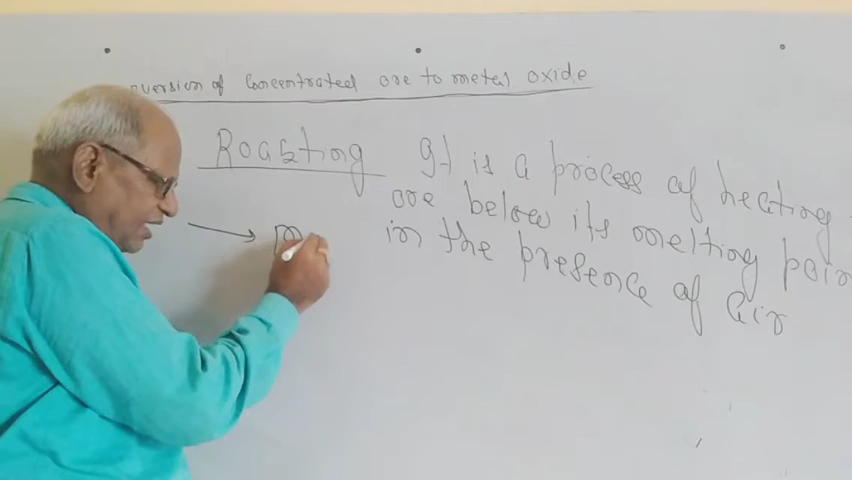 version of Concentrated ore to metal oxide
Roasting
It is a process of heating
ore below its melting poin
in the presence of air
m